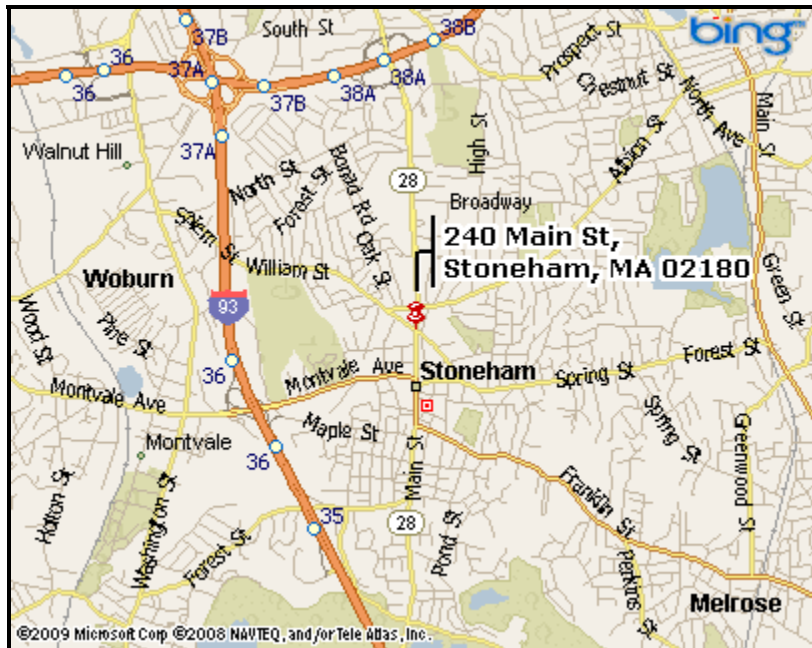 37B
South St
38B
bing
36
36
37A
38A
37B
38A
Prospect St
Chestnut St
North Ave
Main St
37A
Walnut Hill
High St
Albion St
North St
Forest St
Bonad Rd
Oak St
28
Broadway
240 Main St,
Stoneham, MA 02180
Salem St
William St
Woburn
93
Green St
Wood St
Pine St
36
Montvale Ave
Stoneham
Forest St
Spring St
Montvale Ave
Maple St
Spring St
Greenwood St
Montvale
36
Main St
Franklin St
Washington St
35
28
Pond St
Forest St
Perkins St
Melrose
©2009 Microsoft Corp ©2008 NAVTEQ, and/or Tele Atlas, Inc.